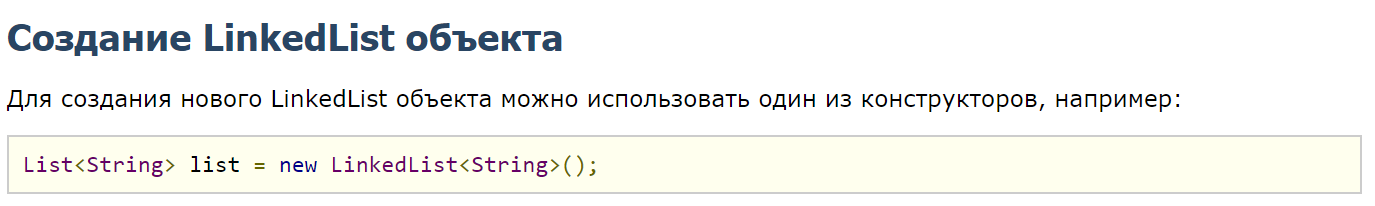 Создание LinkedList объекта
Для создания нового LinkedList объекта можно использовать один из конструкторов, например:
List<String> list = new LinkedList<String>();